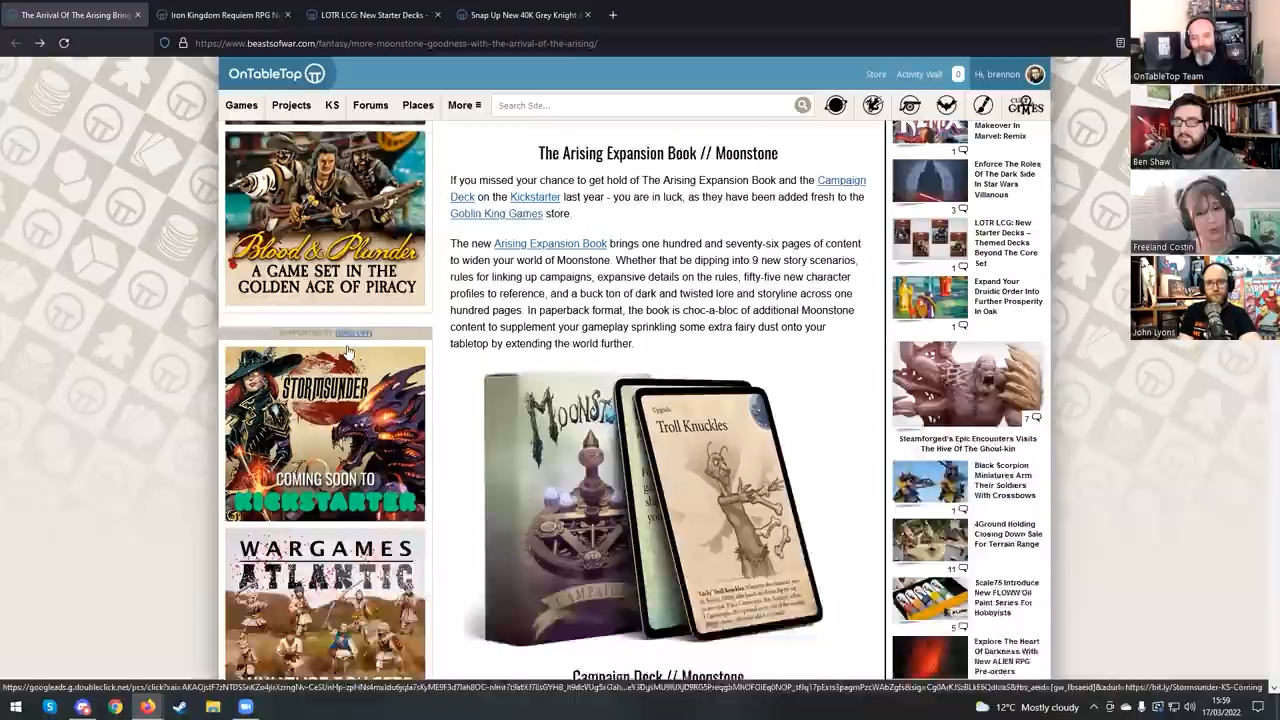 The Arrival Of The Arising Bring
Iron Kingdom Requiem RPG N
LOTR LCG: New Starter Decks -
Snap Up New 40K Grey Knight
https://www.beastsofwar.com/fantasy/more-moonstone-goodness-with-the-arrival-of-the-arising/
OnTableTop
Store
Activity Wall
0
Hi, brennon
Games
Projects
KS
Forums
Places
More
Search Site...
CULT OF GAMES
Blood & Plunder
A GAME SET IN THE
GOLDEN AGE OF PIRACY
STORMSUNDER
COMING SOON TO
KICKSTARTER
WARGAMES
ATLANTIC
The Arising Expansion Book // Moonstone
If you missed your chance to get hold of The Arising Expansion Book and the Campaign
Deck on the Kickstarter last year - you are in luck, as they have been added fresh to the
Goblin King Games store.
The new Arising Expansion Book brings one hundred and seventy-six pages of content
to widen your world of Moonstone. Whether that be dipping into 9 new story scenarios,
rules for linking up campaigns, expansive details on the rules, fifty-five new character
profiles to reference, and a buck ton of dark and twisted lore and storyline across one
hundred pages. In paperback format, the book is choc-a-bloc of additional Moonstone
content to supplement your gameplay sprinkling some extra fairy dust onto your
tabletop by extending the world further.
MOONST
Upgrade
Troll Knuckles
Campaign Deck // Moonstone
Makeover In
Marvel: Remix
1
Enforce The Roles
Of The Dark Side
In Star Wars
Villainous
3
LOTR LCG: New
Starter Decks –
Themed Decks
Beyond The Core
Set
1
Expand Your
Druidic Order Into
Further Prosperity
In Oak
1
7
Steamforged's Epic Encounters Visits
The Hive Of The Ghoul-kin
Black Scorpion
Miniatures Arm
Their Soldiers
With Crossbows
1
4Ground Holding
Closing Down Sale
For Terrain Range
11
Scale75 Introduce
New FLOWW Oil
Paint Series For
Hobbyists
5
Explore The Heart
Of Darkness With
New ALIEN RPG
Pre-orders
OnTableTop Team
Ben Shaw
Freeland Costin
John Lyons
12°C Mostly cloudy
15:59
17/03/2022